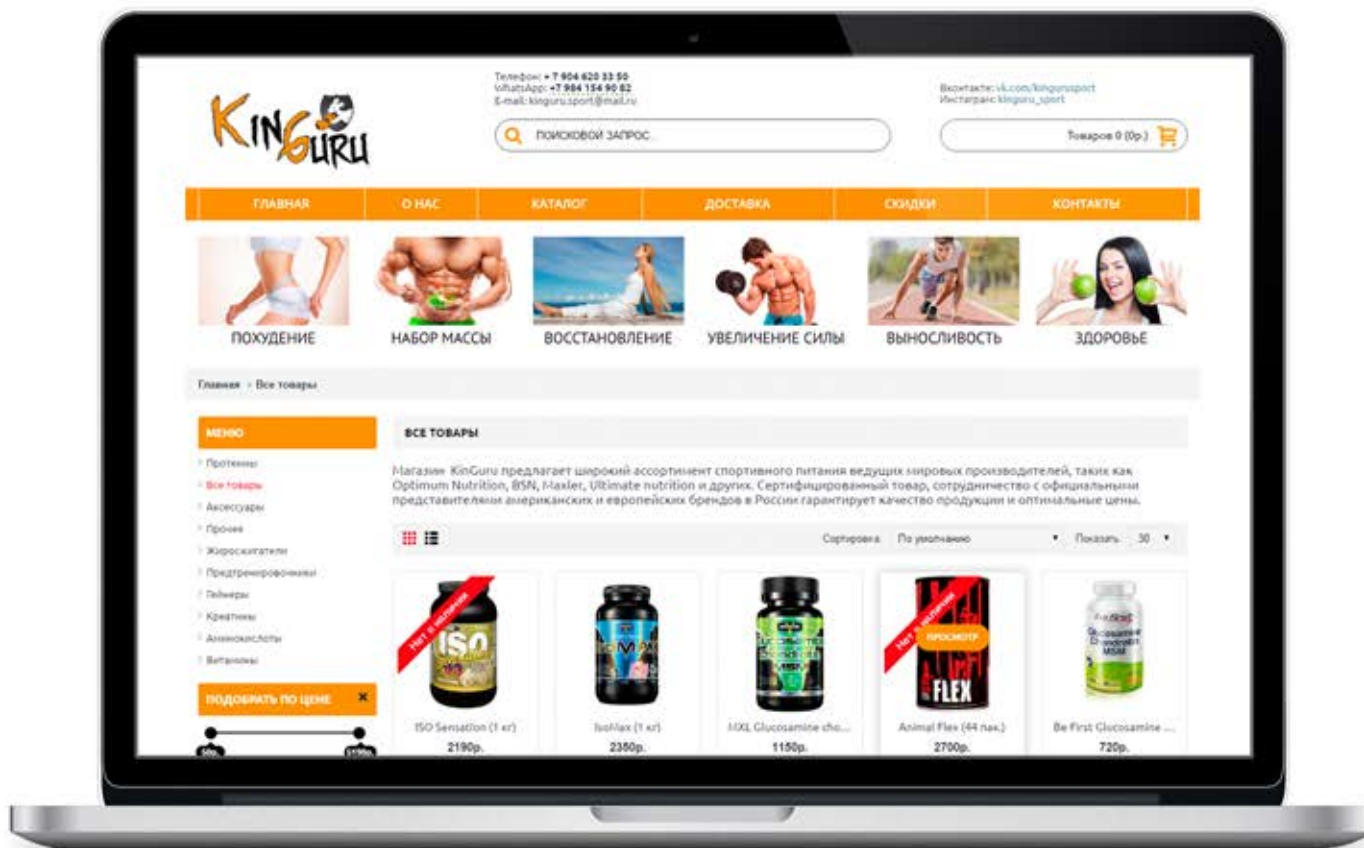 KINGURU
Телефон: + 7 904 620 33 50
WhatsApp: +7 984 154 90 82
E-mail: kinguru.sport@mail.ru
Вконтакте: vk.com/kingurusport
Инстаграм: kinguru_sport
ПОИСКОВОЙ ЗАПРОС...
Товаров 0 (0р.)
ГЛАВНАЯ О НАС КАТАЛОГ ДОСТАВКА СКИДКИ КОНТАКТЫ
ПОХУДЕНИЕ НАБОР МАССЫ ВОССТАНОВЛЕНИЕ УВЕЛИЧЕНИЕ СИЛЫ ВЫНОСЛИВОСТЬ ЗДОРОВЬЕ
Главная Все товары
МЕНЮ
Протеины
Все товары
Аксессуары
Прочее
Жиросжигатели
Предтренировочники
Гейнеры
Креатины
Аминокислоты
Витамины
ПОДОБРАТЬ ПО ЦЕНЕ ×
ВСЕ ТОВАРЫ
Магазин KinGuru предлагает широкий ассортимент спортивного питания ведущих мировых производителей, таких как
Optimum Nutrition, BSN, Maxler, Ultimate nutrition и других. Сертифицированный товар, сотрудничество с официальными
представителями американских и европейских брендов в России гарантирует качество продукции и оптимальные цены.
Сортировка: По умолчанию Показать: 30
Нет в наличии
ISO
Glucosamine
Chondroitin
MSM
Нет в наличии
ПРОСМОТР
FLEX
Glucosamine
Chondroitin
MSM
ISO Sensation (1 кг) IsoMax (1 кг) MXL Glucosamine cho... Animal Flex (44 пак.) Be First Glucosamine ...
2190р. 2350р. 1150р. 2700р. 720р.